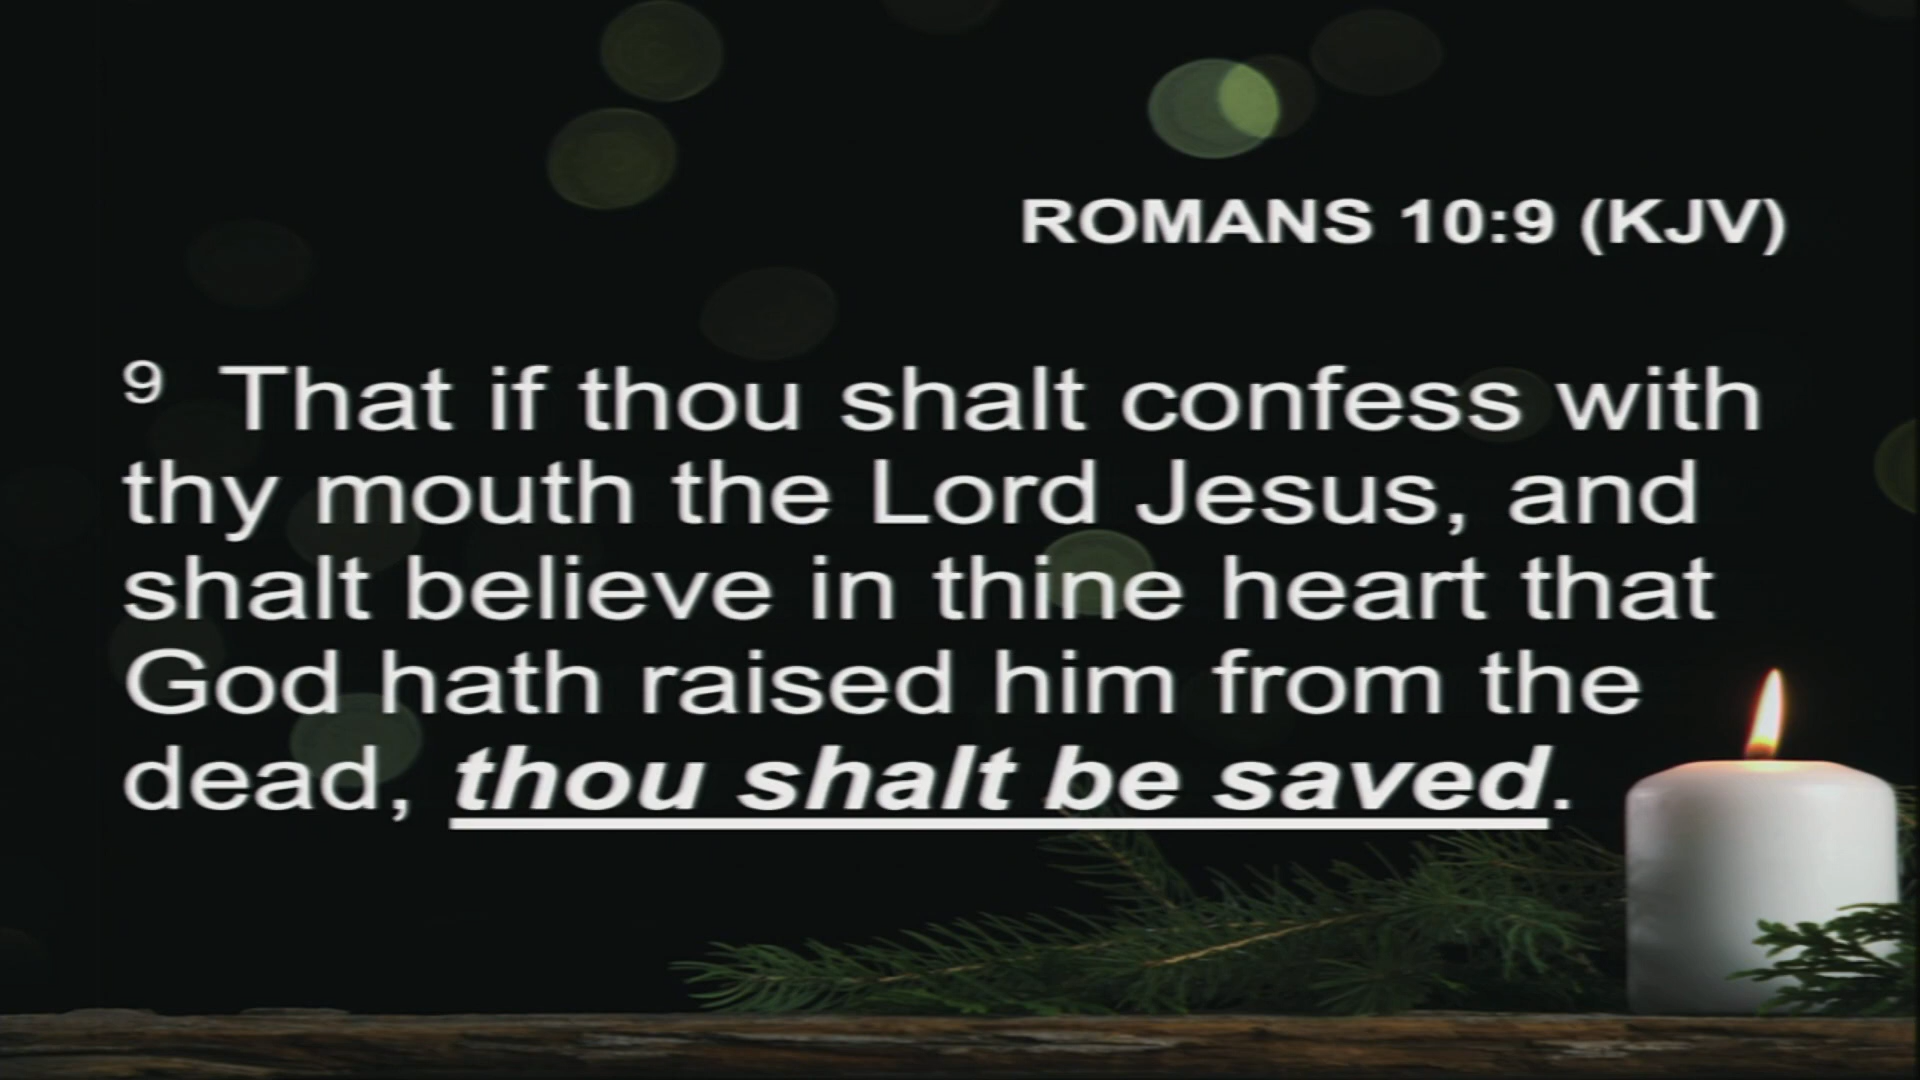 ROMANS 10:9 (KJV)
9 That if thou shalt confess with
thy mouth the Lord Jesus, and
shalt believe in thine heart that
God hath raised him from the
dead, thou shalt be saved.